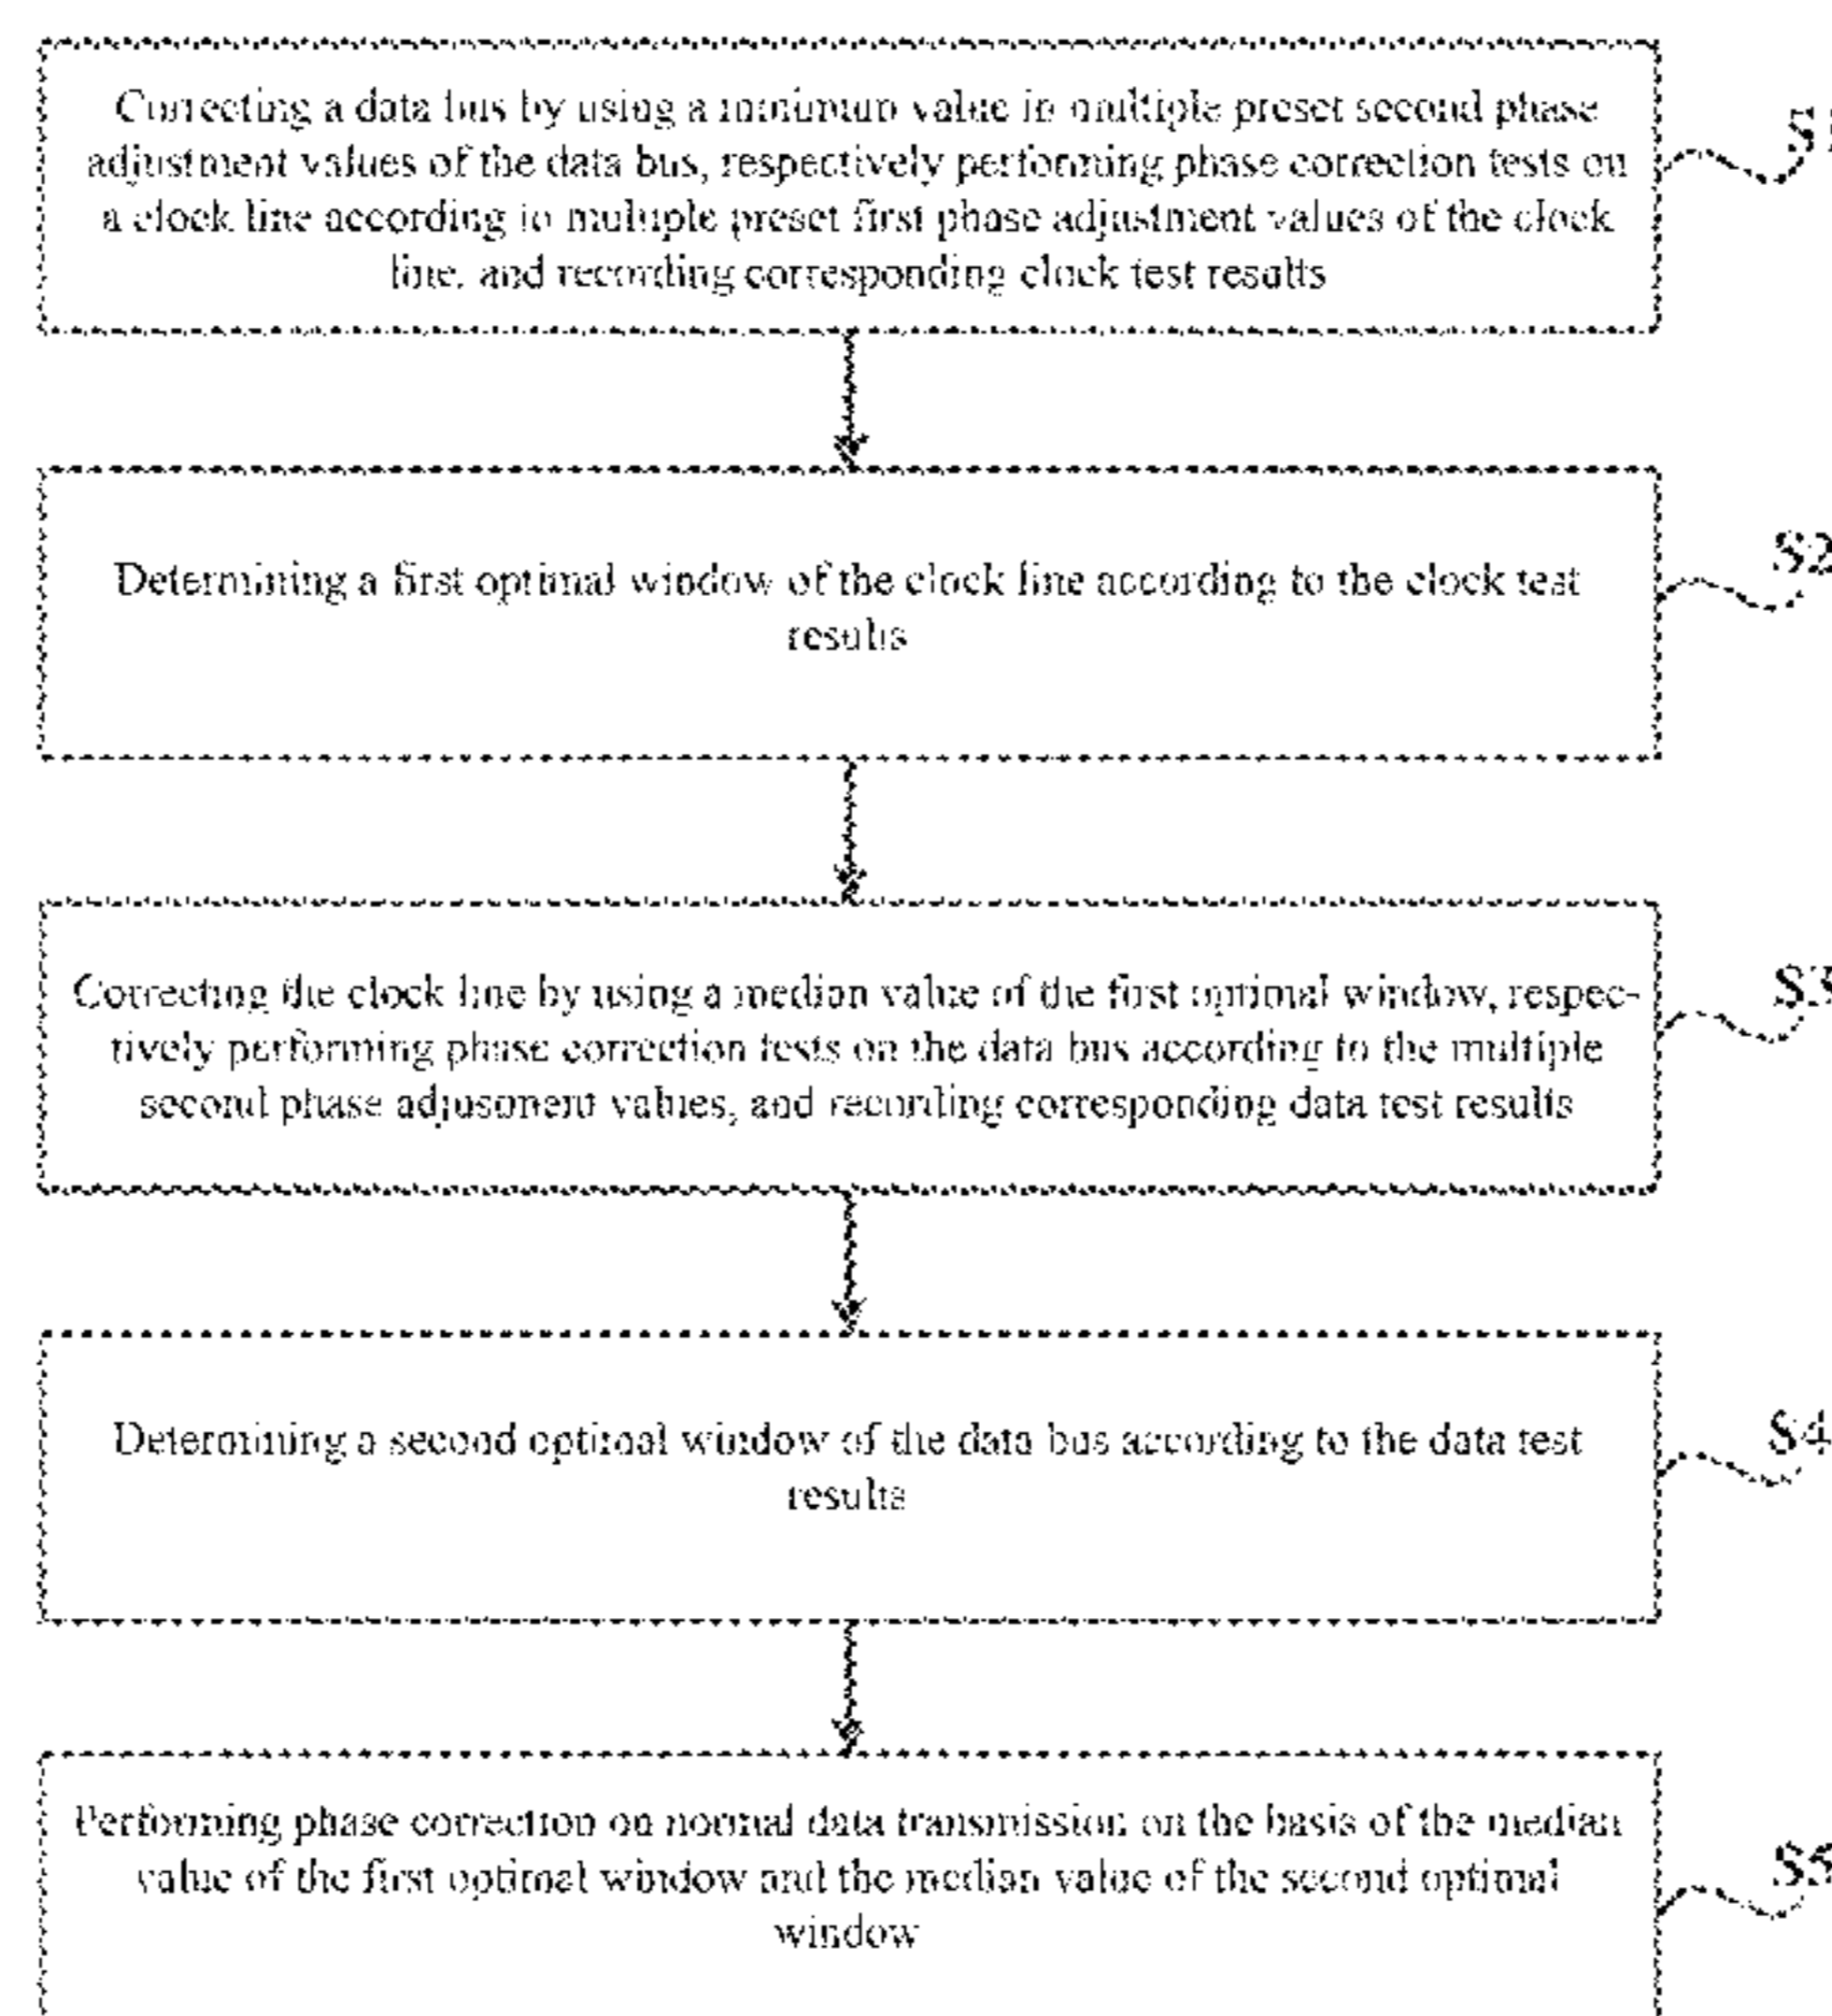 Correcting a data bus by using a minimum value in multiple preset second phase
adjustment values of the data bus, respectively performing phase correction tests on
a clock line according to multiple preset first phase adjustment values of the clock
line, and recording corresponding clock test results
S1
Determining a first optimal window of the clock line according to the clock test
results
S2
Correcting the clock line by using a median value of the first optimal window, respec-
tively performing phase correction tests on the data bus according to the multiple
second phase adjustment values, and recording corresponding data test results
S3
Determining a second optimal window of the data bus according to the data test
results
S4
Performing phase correction on normal data transmission on the basis of the median
value of the first optimal window and the median value of the second optimal
window
S5